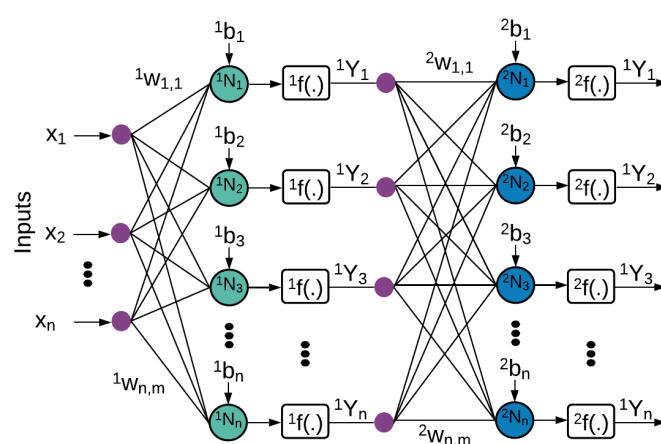 ¹b₁ ²b₁
¹w₁,₁ ¹N₁ ¹f(.) ¹Y₁ ²w₁,₁ ²N₁ ²f(.) ¹Y₁
x₁
¹b₂ ²b₂
¹N₂ ¹f(.) ¹Y₂ ²N₂ ²f(.) ¹Y₂
Inputs
x₂
¹b₃ ²b₃
¹N₃ ¹f(.) ¹Y₃ ²N₃ ²f(.) ¹Y₃
xₙ
¹bₙ ²bₙ
¹wₙ,ₘ ¹Nₙ ¹f(.) ¹Yₙ ²wₙ,ₘ ²Nₙ ²f(.) ¹Yₙ